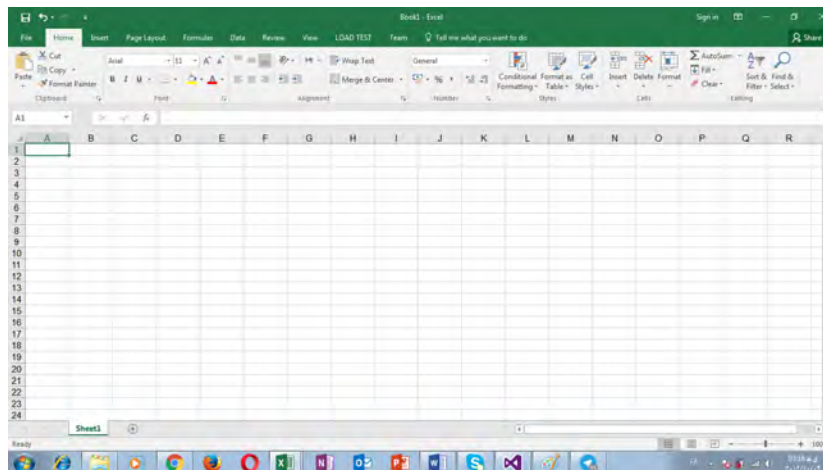 Book1 - Excel
Sign in
File Home Insert Page Layout Formulas Data Review View LOAD TEST Team Tell me what you want to do
Share
Cut
Copy
Format Painter
Paste
Clipboard
Arial 11
B I U
Font
Wrap Text
Merge & Center
Alignment
General
%
Number
Conditional Formatting
Format as Table
Cell Styles
Styles
Insert Delete Format
Cells
AutoSum
Fill
Clear
Sort & Filter
Find & Select
Editing
A1
fx
A B C D E F G H I J K L M N O P Q R
1
2
3
4
5
6
7
8
9
10
11
12
13
14
15
16
17
18
19
20
21
22
23
24
Sheet1
Ready
100